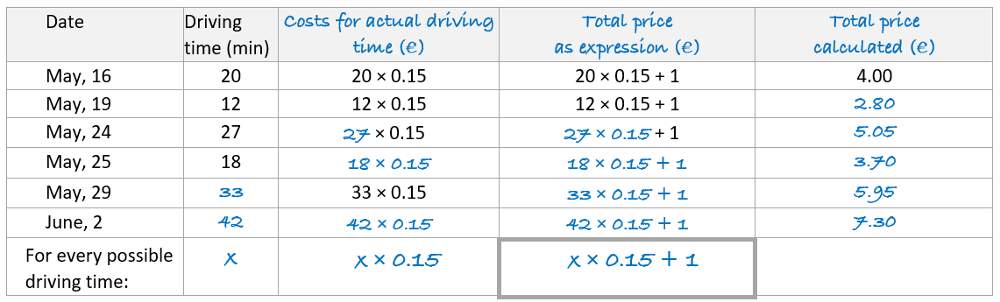 Date Driving time (min) Costs for actual driving time (€) Total price as expression (€) Total price calculated (€)
May, 16 20 20 × 0.15 20 × 0.15 + 1 4.00
May, 19 12 12 × 0.15 12 × 0.15 + 1 2.80
May, 24 27 27 × 0.15 27 × 0.15 + 1 5.05
May, 25 18 18 × 0.15 18 × 0.15 + 1 3.70
May, 29 33 33 × 0.15 33 × 0.15 + 1 5.95
June, 2 42 42 × 0.15 42 × 0.15 + 1 7.30
For every possible driving time: x x × 0.15 x × 0.15 + 1